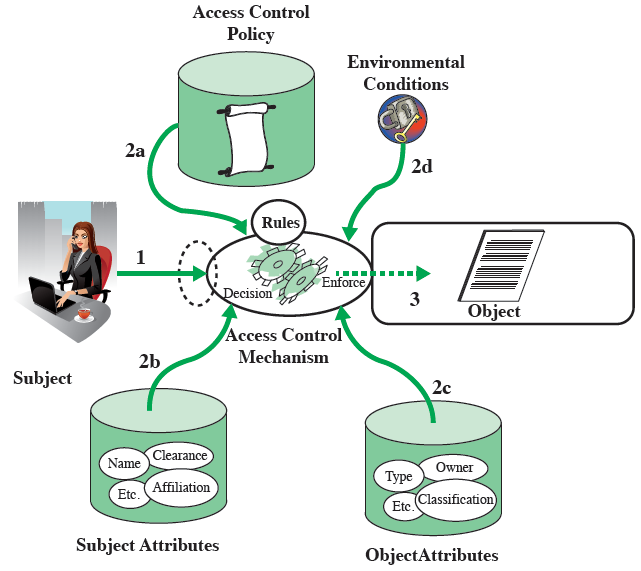 Access Control
Policy
Environmental
Conditions
2a
2d
Rules
1
Decision
Enforce
3
Object
Access Control
Mechanism
Subject
2b
2c
Name
Clearance
Etc.
Affiliation
Type
Owner
Etc.
Classification
Subject Attributes
ObjectAttributes